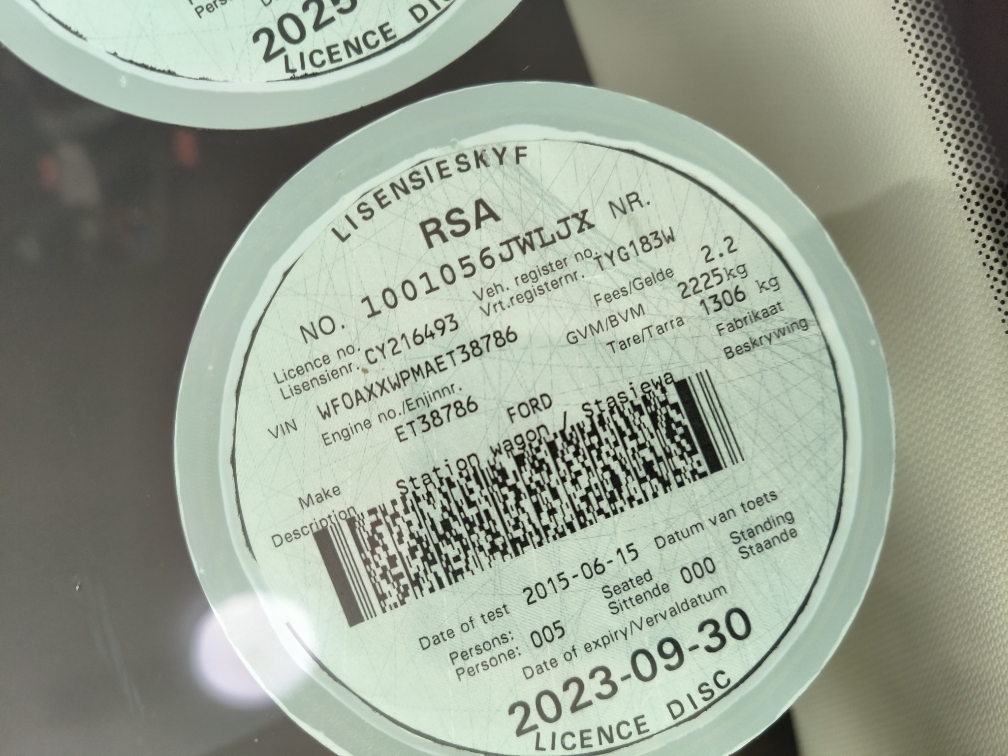 2025
LICENCE
LISENSIESKYF
RSA
NO. 1001056JWLJX NR.
Licence no. Lisensienr. CY216493 Veh. register no. Vrt.registernr. TYG183W
VIN WF0AXXWPMAET38786 Fees/Gelde 2.2
Engine no./Enjinnr. GVM/BVM 2225kg
ET38786 Tare/Tarra 1306 kg
Make FORD Fabrikaat
Description Station wagon / Stasiewa Beskrywing
Date of test 2015-06-15 Datum van toets
Persons: Persone: 005 Seated Sittende 000 Standing Staande
Date of expiry/Vervaldatum
2023-09-30
LICENCE DISC